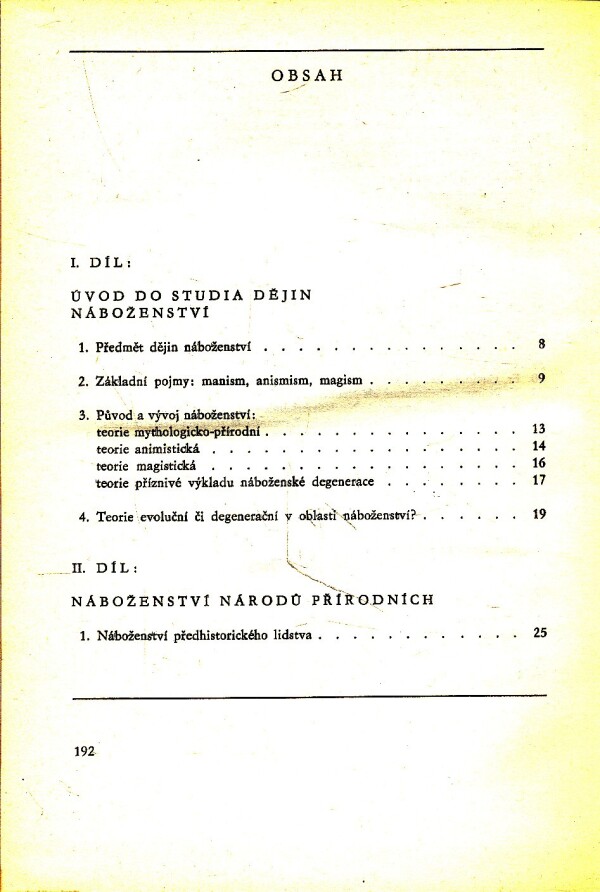 OBSAH
I. DÍL:
ÚVOD DO STUDIA DĚJIN
NÁBOŽENSTVÍ
1. Předmět dějin náboženství . . . . . . . . . . . . . . . 8
2. Základní pojmy: manism, anismism, magism . . . . . . . . . 9
3. Původ a vývoj náboženství:
teorie mythologicko-přírodní . . . . . . . . . . . . . . . 13
teorie animistická . . . . . . . . . . . . . . . . . . 14
teorie magistická . . . . . . . . . . . . . . . . . . 16
teorie příznivé výkladu náboženské degenerace . . . . . . . . 17
4. Teorie evoluční či degenerační v oblasti náboženství? . . . . . . 19
II. DÍL:
NÁBOŽENSTVÍ NÁRODŮ PŘÍRODNÍCH
1. Náboženství předhistorického lidstva . . . . . . . . . . . . 25
192